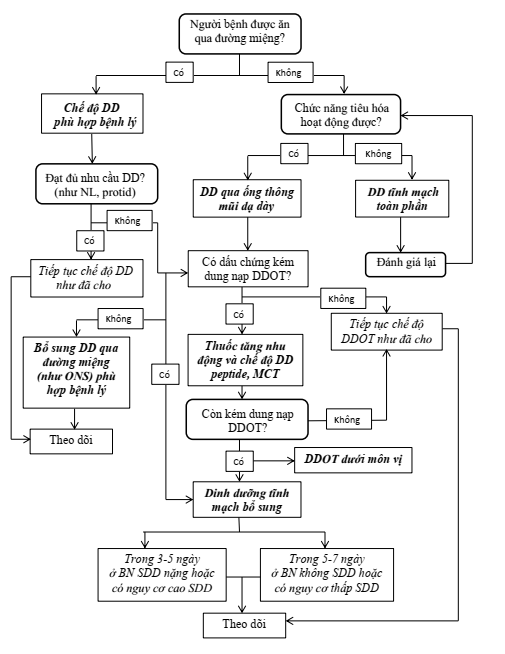 Người bệnh được ăn
qua đường miệng?
Có
Không
Chế độ DD
phù hợp bệnh lý
Chức năng tiêu hóa
hoạt động được?
Có
Không
Đạt đủ nhu cầu DD?
(như NL, protid)
DD qua ống thông
mũi dạ dày
DD tĩnh mạch
toàn phần
Không
Có
Đánh giá lại
Tiếp tục chế độ DD
như đã cho
Có dấu chứng kém
dung nạp DDOT?
Không
Có
Không
Tiếp tục chế độ
DDOT như đã cho
Bổ sung DD qua
đường miệng
(như ONS) phù
hợp bệnh lý
Thuốc tăng nhu
động và chế độ DD
peptide, MCT
Có
Còn kém dung nạp
DDOT?
Không
Theo dõi
Có
DDOT dưới môn vị
Dinh dưỡng tĩnh
mạch bổ sung
Trong 3-5 ngày
ở BN SDD nặng hoặc
có nguy cơ cao SDD
Trong 5-7 ngày
ở BN không SDD hoặc
có nguy cơ thấp SDD
Theo dõi